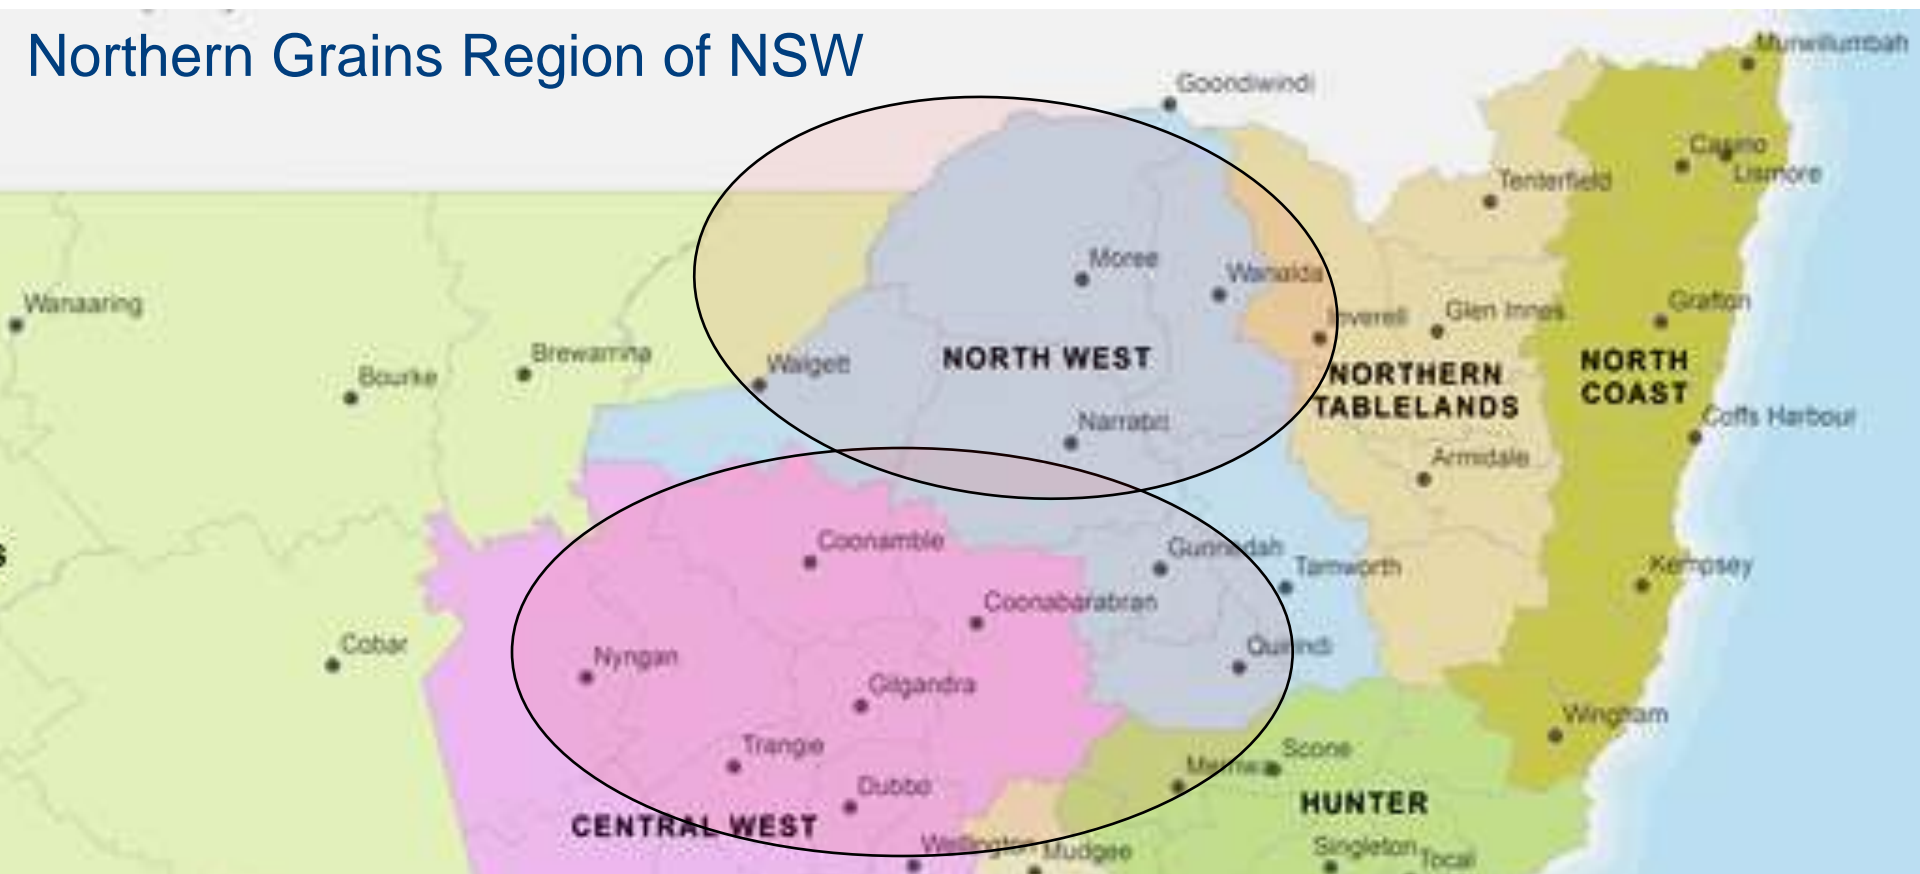 Northern Grains Region of NSW
Murwillumbah
Goondiwindi
Casino
Lismore
Tenterfield
Moree
Warialda
Wanaaring
Grafton
Inverell
Glen Innes
Brewarrina
Walgett
NORTH WEST
NORTH
COAST
Bourke
NORTHERN
TABLELANDS
Narrabri
Coffs Harbour
Armidale
S
Coonamble
Gunnedah
Tamworth
Kempsey
Coonabarabran
Cobar
Nyngan
Quirindi
Gilgandra
Wingham
Trangie
Scone
Merriwa
Dubbo
HUNTER
CENTRAL WEST
Wellington
Mudgee
Singleton
Tocal